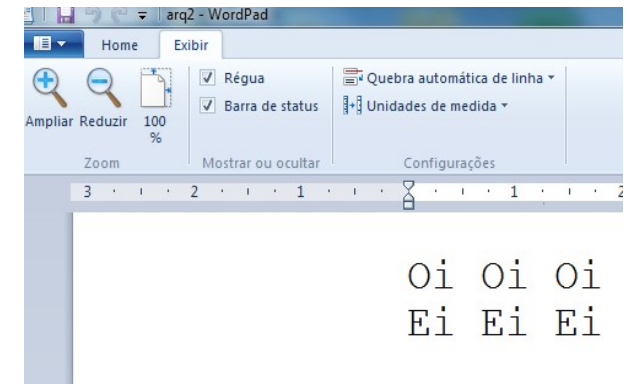 arq2 - WordPad
Home Exibir
Ampliar Reduzir 100 %
Régua
Barra de status
Zoom
Mostrar ou ocultar
Quebra automática de linha
Unidades de medida
Configurações
3 2 1 1 2
Oi Oi Oi
Ei Ei Ei